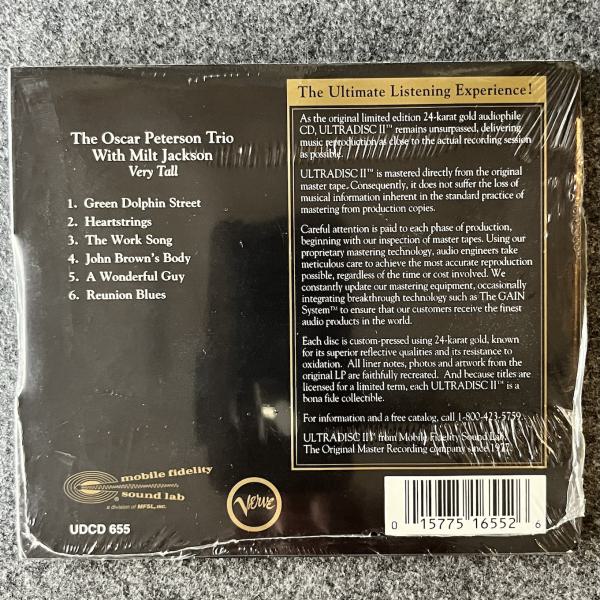 The Oscar Peterson Trio
With Milt Jackson
Very Tall
1. Green Dolphin Street
2. Heartstrings
3. The Work Song
4. John Brown's Body
5. A Wonderful Guy
6. Reunion Blues
The Ultimate Listening Experience!
As the original limited edition 24-karat gold audiophile
CD, ULTRADISC II™ remains unsurpassed, delivering
music reproduction as close to the actual recording session
as possible.
ULTRADISC II™ is mastered directly from the original
master tape. Consequently, it does not suffer the loss of
musical information inherent in the standard practice of
mastering from production copies.
Careful attention is paid to each phase of production,
beginning with our inspection of master tapes. Using our
proprietary mastering technology, audio engineers take
meticulous care to achieve the most accurate reproduction
possible, regardless of the time or cost involved. We
constantly update our mastering equipment, occasionally
integrating breakthrough technology such as The GAIN
System™ to ensure that our customers receive the finest
audio products in the world.
Each disc is custom-pressed using 24-karat gold, known
for its superior reflective qualities and its resistance to
oxidation. All liner notes, photos and artwork from the
original LP are faithfully recreated. And because titles are
licensed for a limited term, each ULTRADISC II™ is a
bona fide collectible.
For information and a free catalog, call 1-800-423-5759
ULTRADISC II™ from Mobile Fidelity Sound Lab
The Original Master Recording company since 1977.
mobile fidelity
sound lab
a division of MFSL, INC.
UDCD 655
Verve
0 15775 16552 6